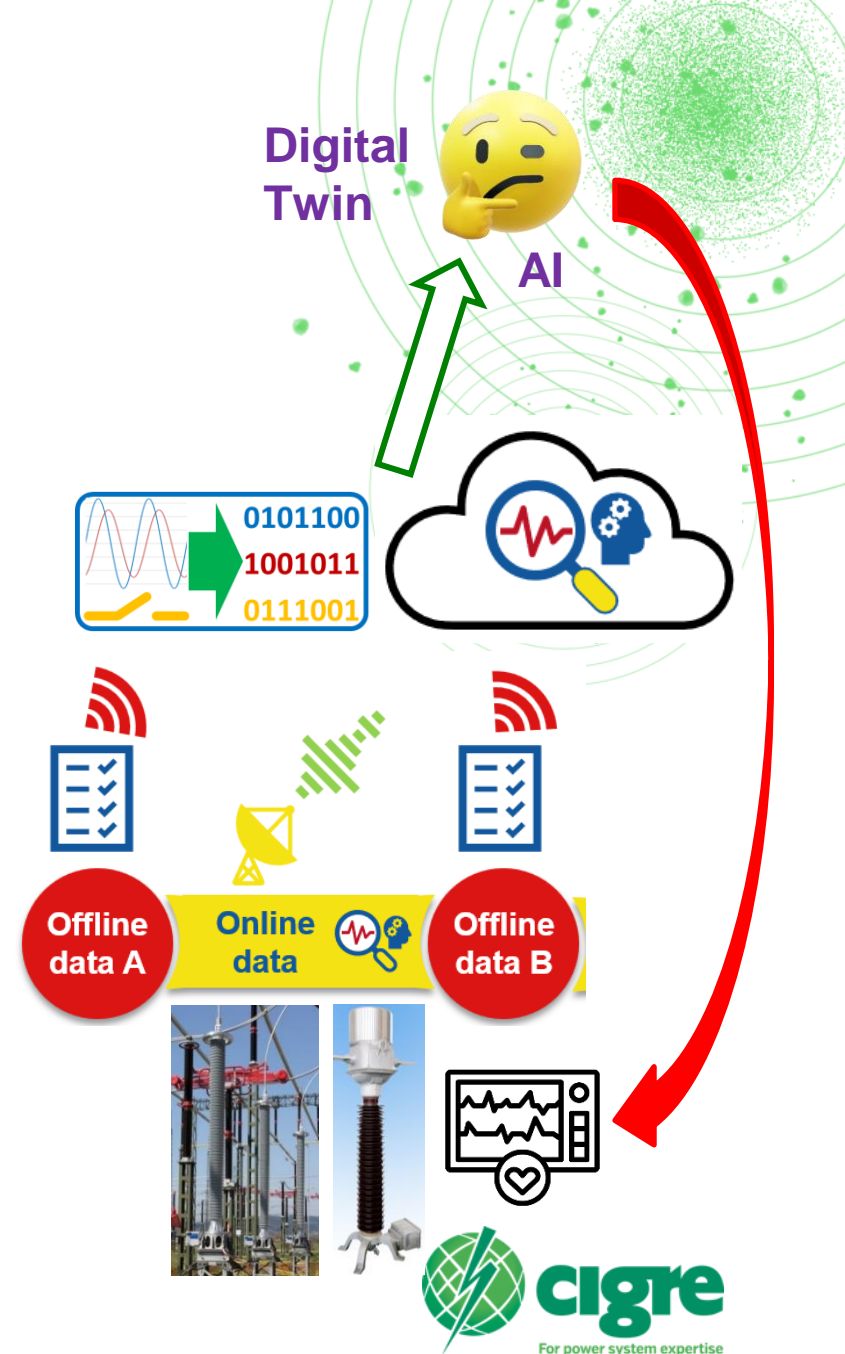 Digital
Twin
AI
0101100
1001011
0111001
Offline
data A
Online
data
Offline
data B
cigre
For power system expertise